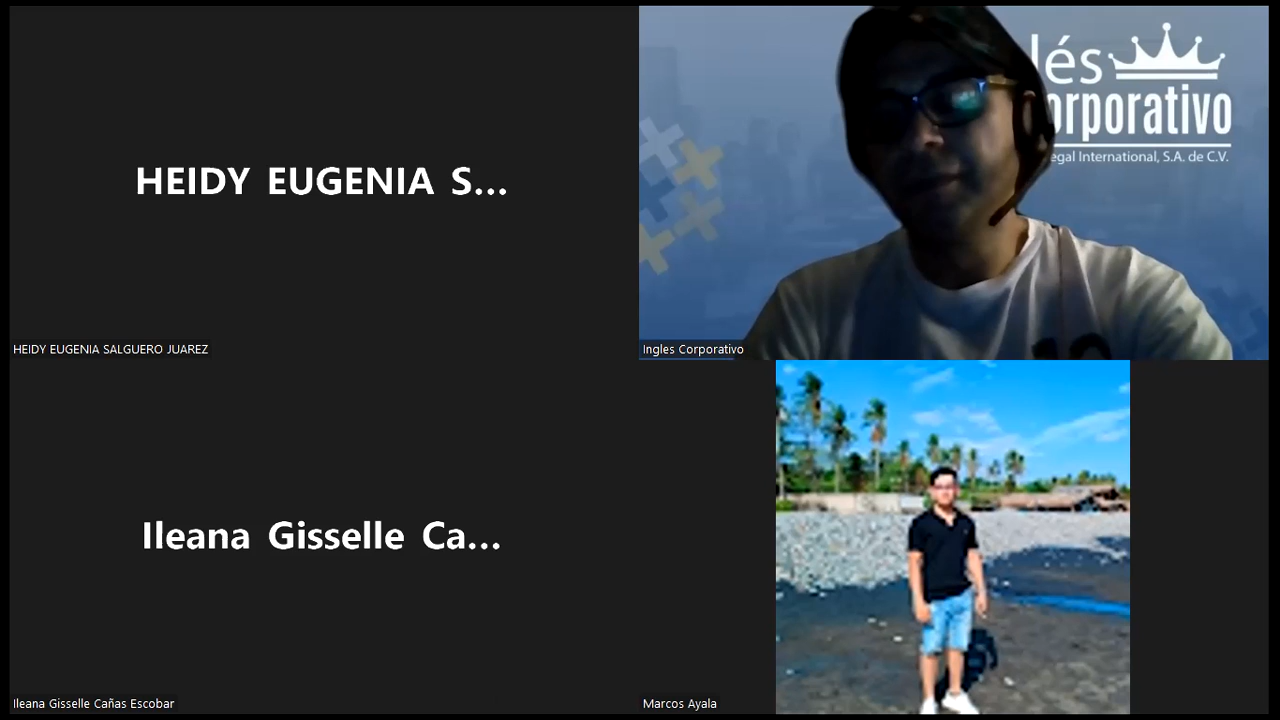 HEIDY EUGENIA S...
HEIDY EUGENIA SALGUERO JUAREZ
lés
orporativo
egal International, S.A. de C.V.
Ingles Corporativo
Ileana Gisselle Ca...
Ileana Gisselle Cañas Escobar
Marcos Ayala